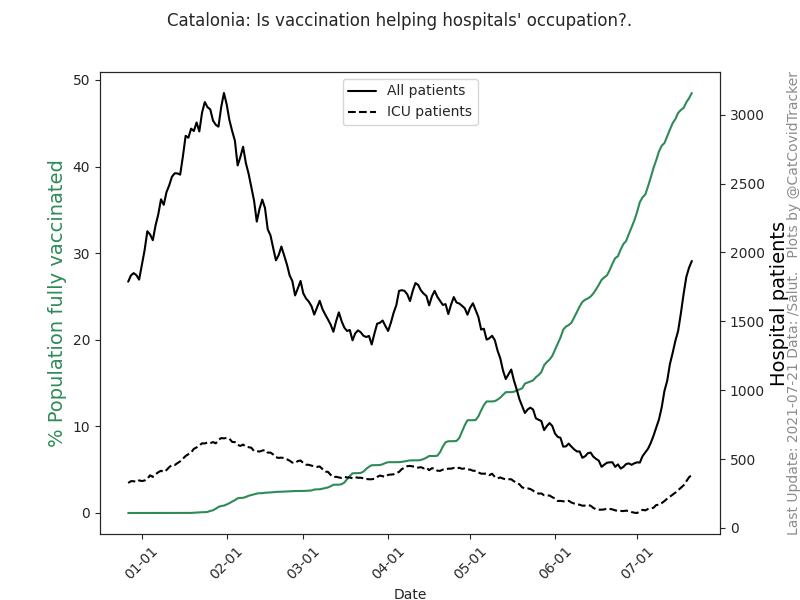 Catalonia: Is vaccination helping hospitals' occupation?.
All patients
ICU patients
% Population fully vaccinated
50
40
30
20
10
0
3000
2500
2000
1500
1000
500
0
Hospital patients
Last Update: 2021-07-21 Data: /Salut.   Plots by @CatCovidTracker
01-01
02-01
03-01
04-01
05-01
06-01
07-01
Date